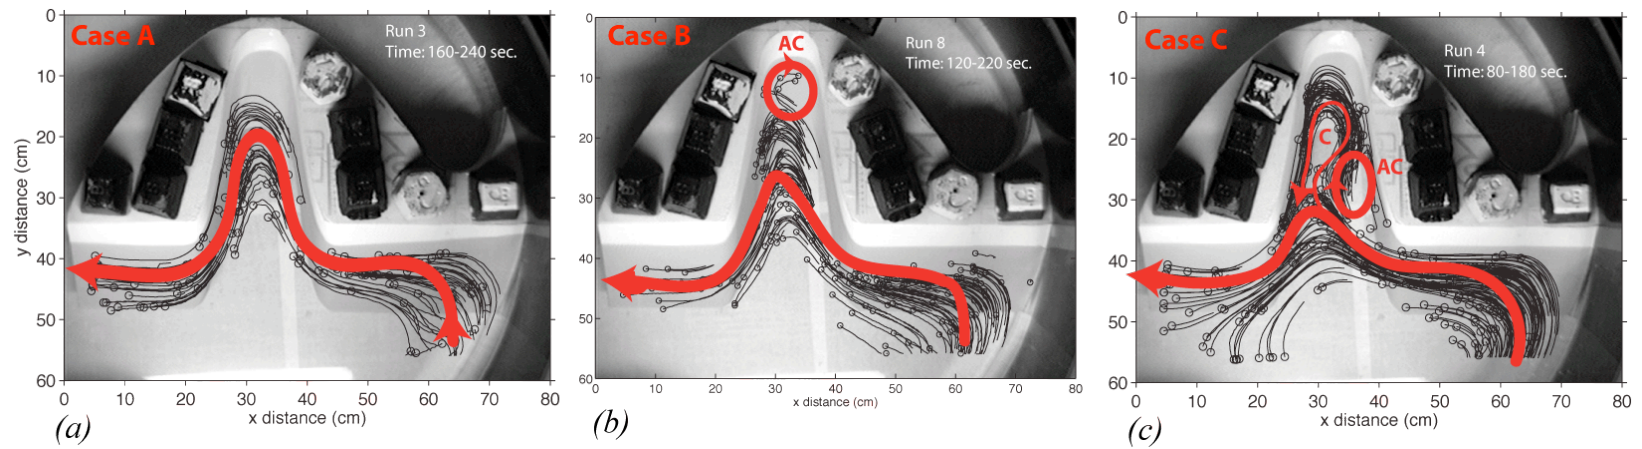 Case A
Run 3
Time: 160-240 sec.
0
10
20
30
40
50
60
y distance (cm)
0 10 20 30 40 50 60 70 80
x distance (cm)
(a)
Case B
AC
Run 8
Time: 120-220 sec.
0
10
20
30
40
50
60
0 10 20 30 40 50 60 70 80
x distance (cm)
(b)
Case C
Run 4
Time: 80-180 sec.
C
AC
0
10
20
30
40
50
60
0 10 20 30 40 50 60 70 80
x distance (cm)
(c)